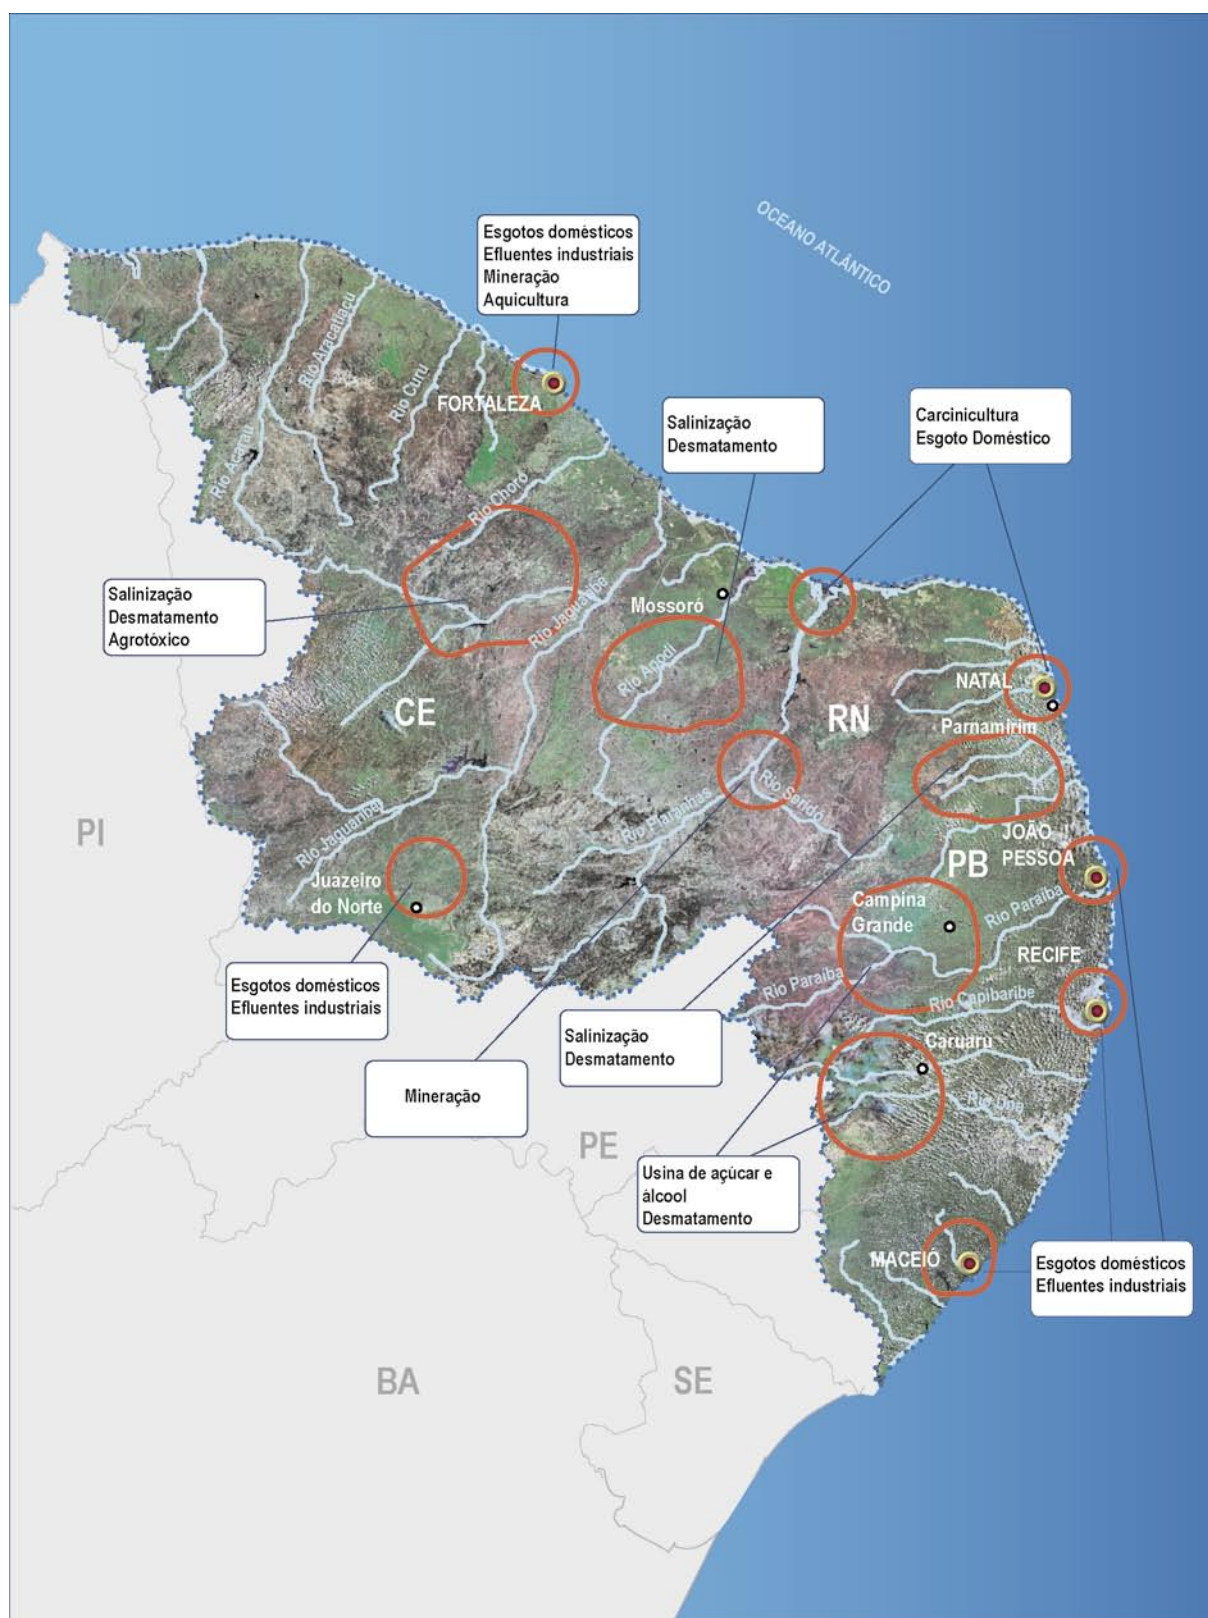 OCEANO ATLÂNTICO
Esgotos domésticos
Efluentes industriais
Mineração
Aquicultura
Rio Aracatiaçu
Rio Curu
FORTALEZA
Rio Acaraú
Rio Choró
Salinização
Desmatamento
Carcinicultura
Esgoto Doméstico
Salinização
Desmatamento
Agrotóxico
Rio Jaguaribe
Mossoró
Rio Apodi
CE
RN
NATAL
Parnamirim
PI
Rio Jaguaribe
Rio Piranhas
Rio Seridó
JOÃO
PESSOA
PB
Juazeiro
do Norte
Campina
Grande
Rio Paraíba
RECIFE
Rio Paraíba
Rio Capibaribe
Esgotos domésticos
Efluentes industriais
Salinização
Desmatamento
Caruaru
Mineração
Rio Una
PE
Usina de açúcar e
álcool
Desmatamento
MACEIÓ
Esgotos domésticos
Efluentes industriais
BA
SE